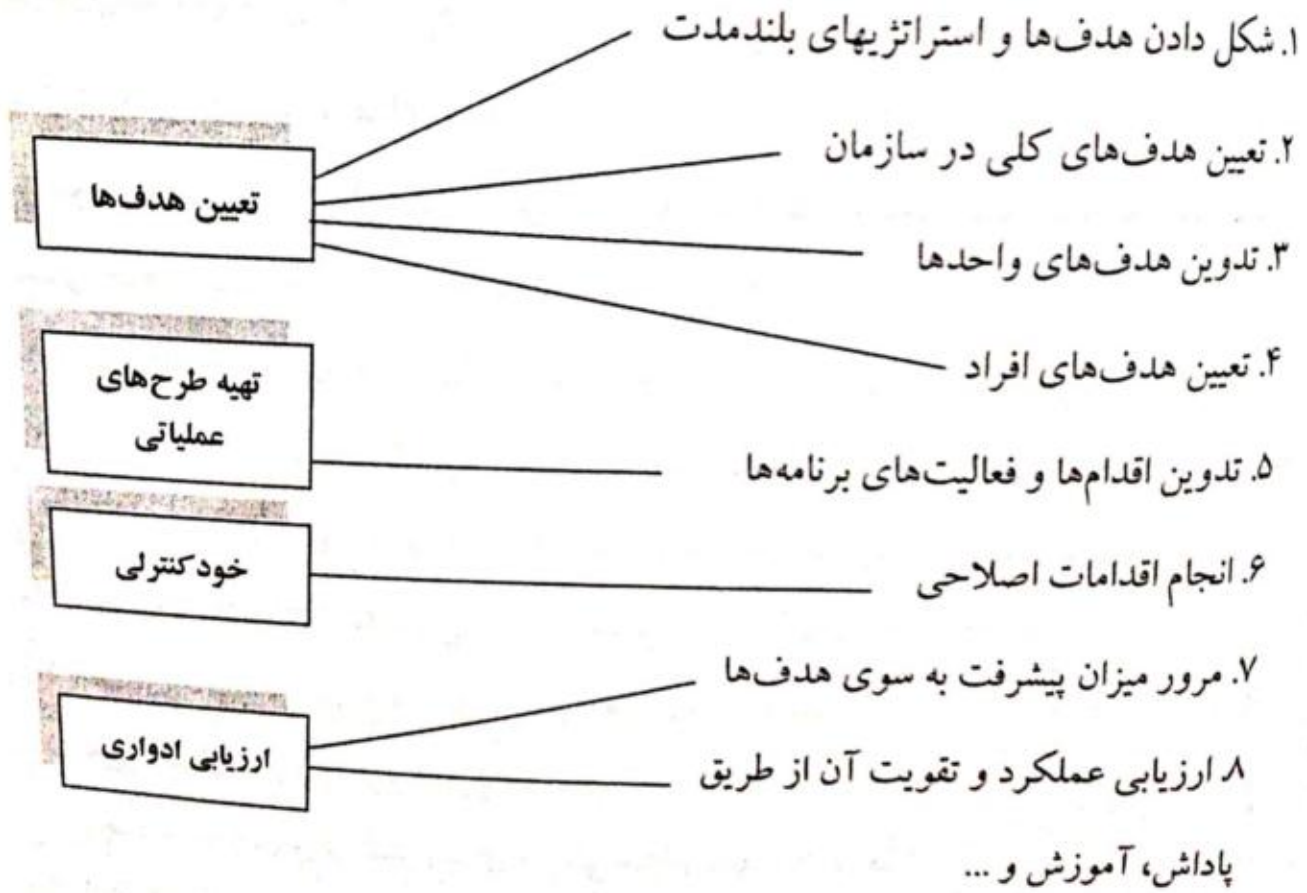 ۱. شکل دادن هدف‌ها و استراتژیهای بلندمدت
۲. تعیین هدف‌های کلی در سازمان
تعیین هدف‌ها
۳. تدوین هدف‌های واحدها
۴. تعیین هدف‌های افراد
تهیه طرح‌های
عملیاتی
۵. تدوین اقدام‌ها و فعالیت‌های برنامه‌ها
۶. انجام اقدامات اصلاحی
خودکنترلی
۷. مرور میزان پیشرفت به سوی هدف‌ها
۸. ارزیابی عملکرد و تقویت آن از طریق
ارزیابی ادواری
پاداش، آموزش و ...